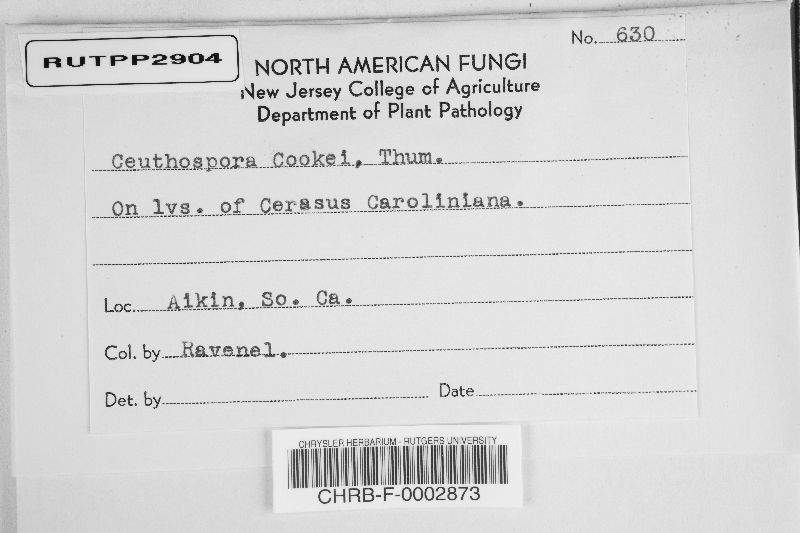 No. 630
RUTPP2904
NORTH AMERICAN FUNGI
New Jersey College of Agriculture
Department of Plant Pathology
Ceuthospora Cookei, Thum.
On lvs. of Cerasus Caroliniana.
Loc. Aikin, So. Ca.
Col. by Ravenel.
Det. by
Date
CHRYSLER HERBARIUM - RUTGERS UNIVERSITY
CHRB-F-0002873